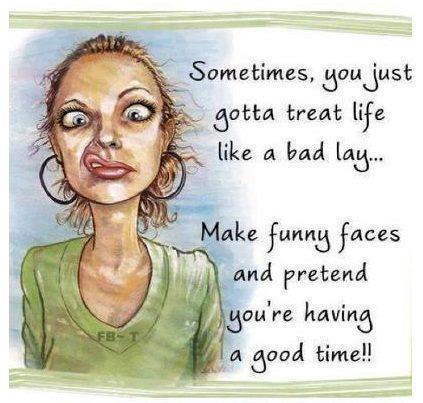 Sometimes, you just
gotta treat life
like a bad lay...
Make funny faces
and pretend
you're having
a good time!!
FB~T